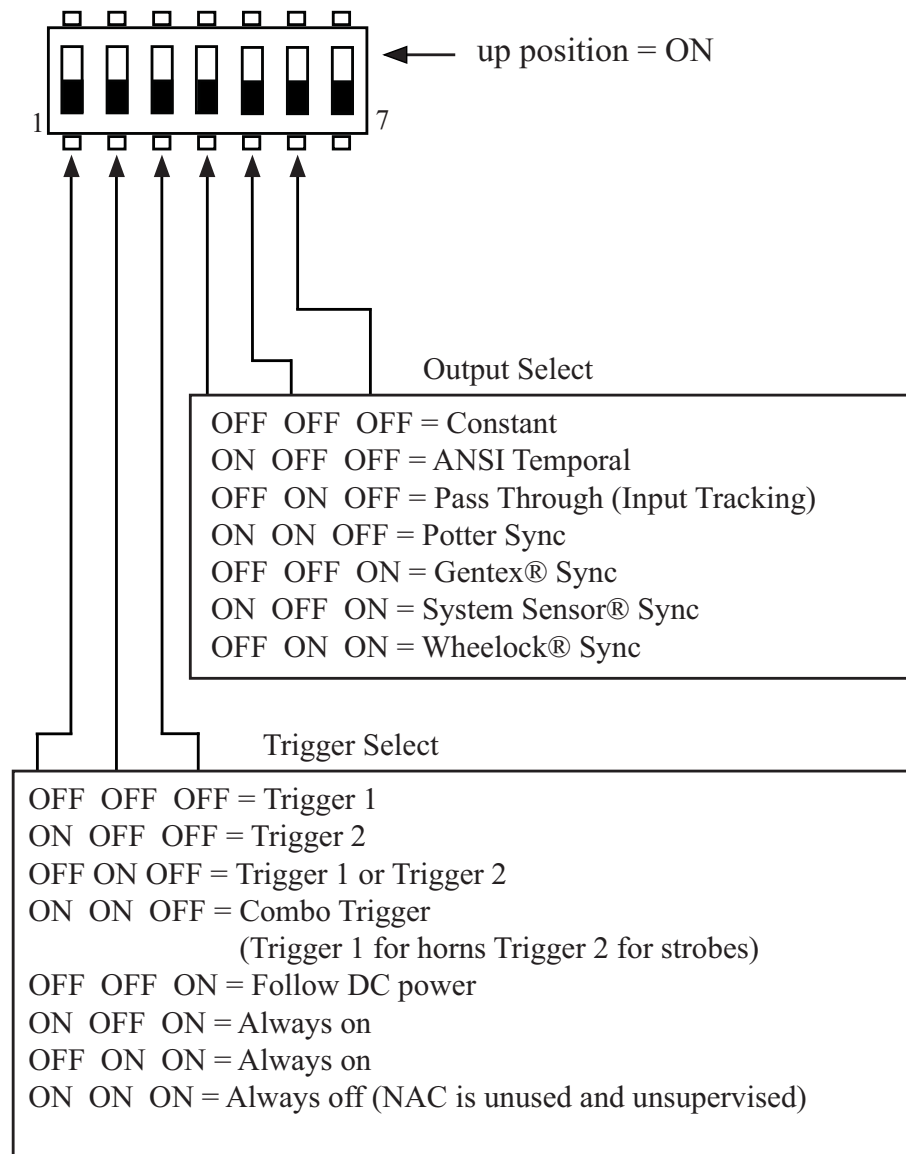 up position = ON
1 7
Output Select
OFF OFF OFF = Constant
ON OFF OFF = ANSI Temporal
OFF ON OFF = Pass Through (Input Tracking)
ON ON OFF = Potter Sync
OFF OFF ON = Gentex® Sync
ON OFF ON = System Sensor® Sync
OFF ON ON = Wheelock® Sync
Trigger Select
OFF OFF OFF = Trigger 1
ON OFF OFF = Trigger 2
OFF ON OFF = Trigger 1 or Trigger 2
ON ON OFF = Combo Trigger
(Trigger 1 for horns Trigger 2 for strobes)
OFF OFF ON = Follow DC power
ON OFF ON = Always on
OFF ON ON = Always on
ON ON ON = Always off (NAC is unused and unsupervised)